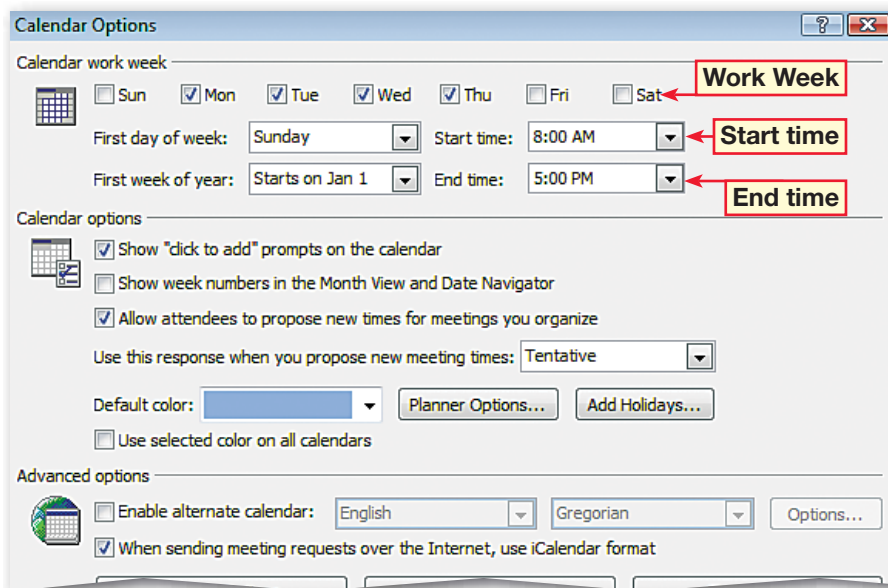 Calendar Options
Calendar work week
Sun Mon Tue Wed Thu Fri Sat Work Week
First day of week: Sunday Start time: 8:00 AM Start time
First week of year: Starts on Jan 1 End time: 5:00 PM End time
Calendar options
Show "click to add" prompts on the calendar
Show week numbers in the Month View and Date Navigator
Allow attendees to propose new times for meetings you organize
Use this response when you propose new meeting times: Tentative
Default color: Planner Options... Add Holidays...
Use selected color on all calendars
Advanced options
Enable alternate calendar: English Gregorian Options...
When sending meeting requests over the Internet, use iCalendar format